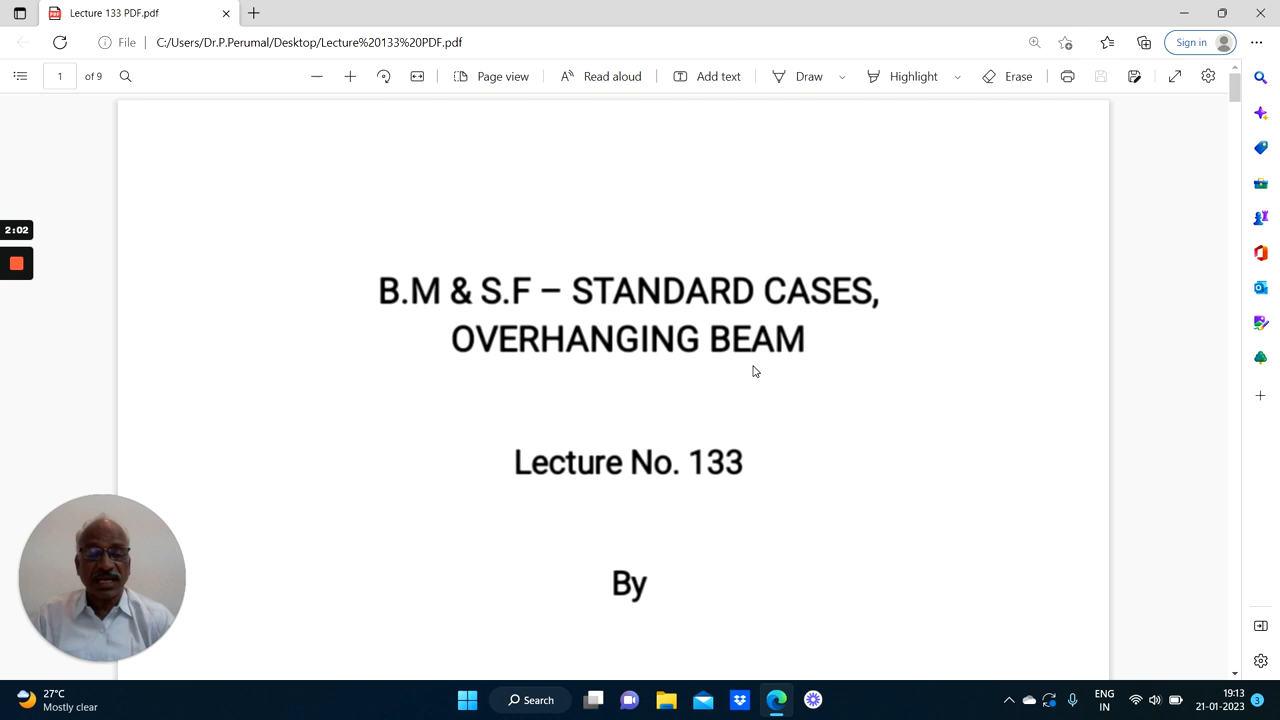 Lecture 133 PDF.pdf
File
C:/Users/Dr.P.Perumal/Desktop/Lecture%20133%20PDF.pdf
Sign in
1 of 9
Page view
Read aloud
Add text
Draw
Highlight
Erase
2:02
B.M & S.F – STANDARD CASES,
OVERHANGING BEAM
Lecture No. 133
By
27°C
Mostly clear
Search
ENG
IN
19:13
21-01-2023
3